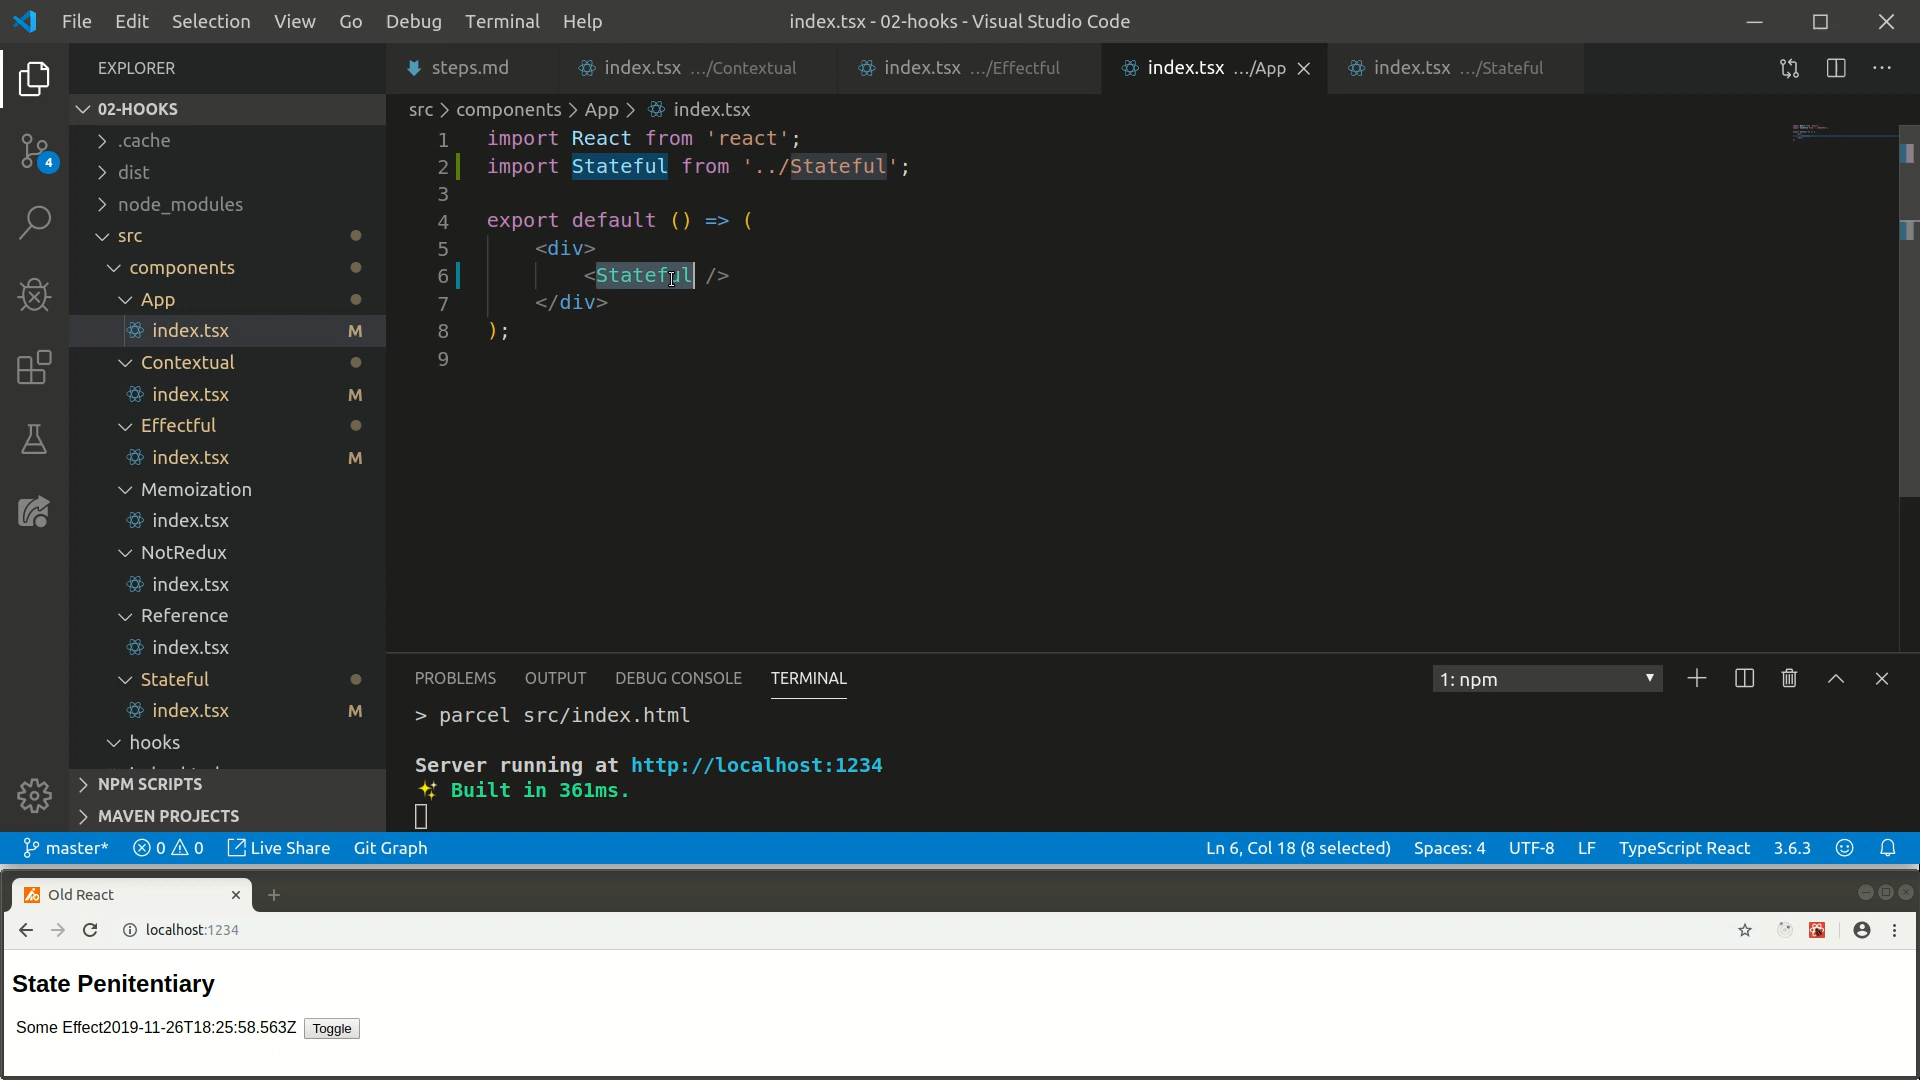 File Edit Selection View Go Debug Terminal Help
index.tsx - 02-hooks - Visual Studio Code
EXPLORER
steps.md
index.tsx .../Contextual
index.tsx .../Effectful
index.tsx .../App
index.tsx .../Stateful
02-HOOKS
.cache
dist
node_modules
src
components
App
index.tsx M
Contextual
index.tsx M
Effectful
index.tsx M
Memoization
index.tsx
NotRedux
index.tsx
Reference
index.tsx
Stateful
index.tsx M
hooks
NPM SCRIPTS
MAVEN PROJECTS
4
src > components > App > index.tsx
1 import React from 'react';
2 import Stateful from '../Stateful';
3
4 export default () => (
5 <div>
6 <Stateful />
7 </div>
8 );
9
PROBLEMS OUTPUT DEBUG CONSOLE TERMINAL
1: npm
> parcel src/index.html
Server running at http://localhost:1234
✨ Built in 361ms.
master* 0 0 Live Share Git Graph
Ln 6, Col 18 (8 selected) Spaces: 4 UTF-8 LF TypeScript React 3.6.3
Old React
localhost:1234
State Penitentiary
Some Effect2019-11-26T18:25:58.563Z Toggle